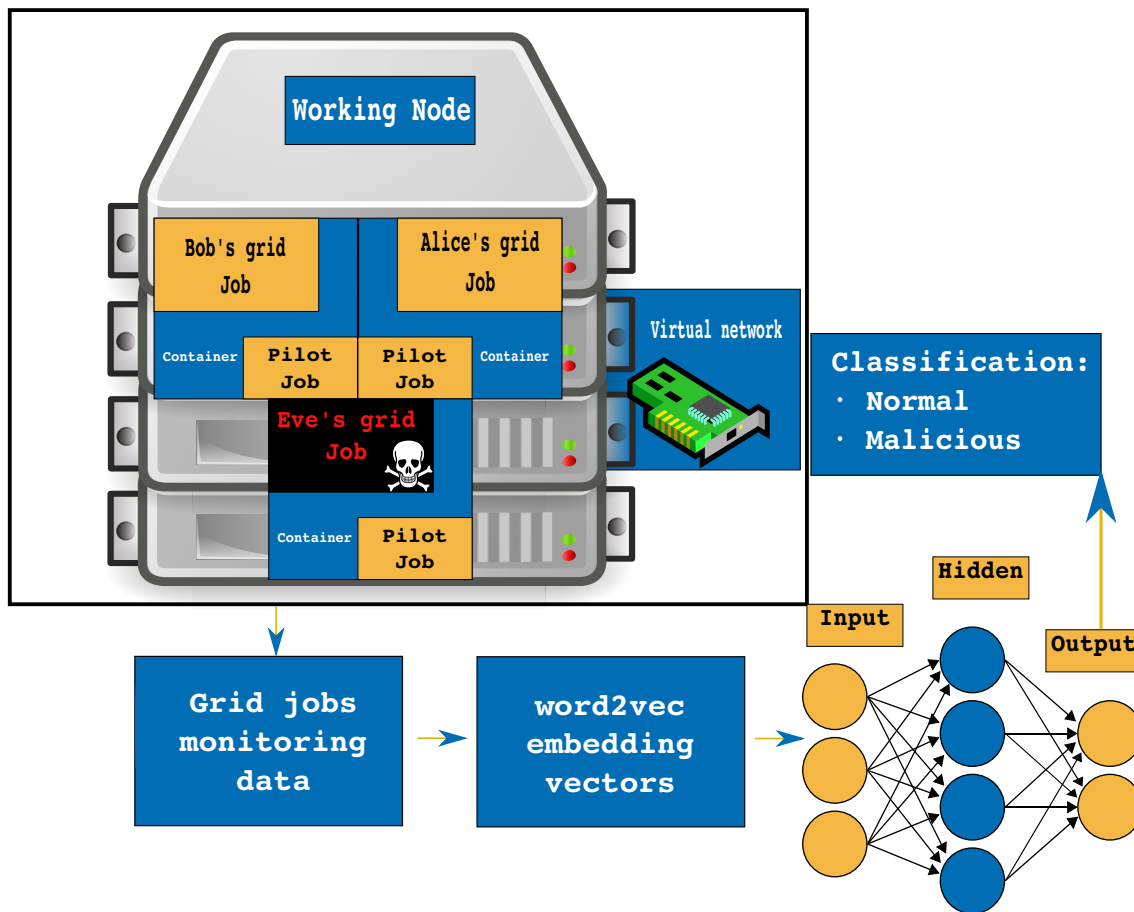 Working Node
Bob's grid
Job
Alice's grid
Job
Container
Pilot
Job
Pilot
Job
Container
Virtual network
Eve's grid
Job
Container
Pilot
Job
Classification:
· Normal
· Malicious
Grid jobs
monitoring
data
word2vec
embedding
vectors
Input
Hidden
Output